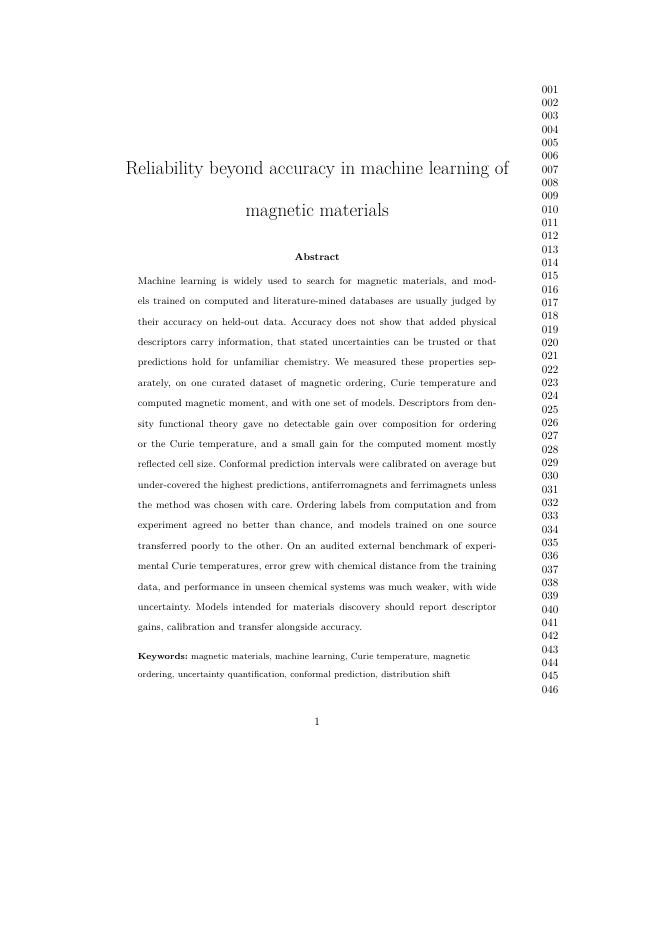 001
002
003
004
005
006
Reliability beyond accuracy in machine learning of 007
008
009
magnetic materials 010
011
012
013
Abstract 014
015
Machine learning is widely used to search for magnetic materials, and mod-
016
els trained on computed and literature-mined databases are usually judged by 017
018
their accuracy on held-out data. Accuracy does not show that added physical 019
descriptors carry information, that stated uncertainties can be trusted or that 020
021
predictions hold for unfamiliar chemistry. We measured these properties sep-
022
arately, on one curated dataset of magnetic ordering, Curie temperature and 023
024
computed magnetic moment, and with one set of models. Descriptors from den-
025
sity functional theory gave no detectable gain over composition for ordering 026
027
or the Curie temperature, and a small gain for the computed moment mostly
028
reflected cell size. Conformal prediction intervals were calibrated on average but 029
030
under-covered the highest predictions, antiferromagnets and ferrimagnets unless 031
the method was chosen with care. Ordering labels from computation and from 032
033
experiment agreed no better than chance, and models trained on one source
034
transferred poorly to the other. On an audited external benchmark of experi- 035
036
mental Curie temperatures, error grew with chemical distance from the training
037
data, and performance in unseen chemical systems was much weaker, with wide 038
039
uncertainty. Models intended for materials discovery should report descriptor 040
041
gains, calibration and transfer alongside accuracy.
042
043
Keywords: magnetic materials, machine learning, Curie temperature, magnetic
044
ordering, uncertainty quantification, conformal prediction, distribution shift 045
046
1